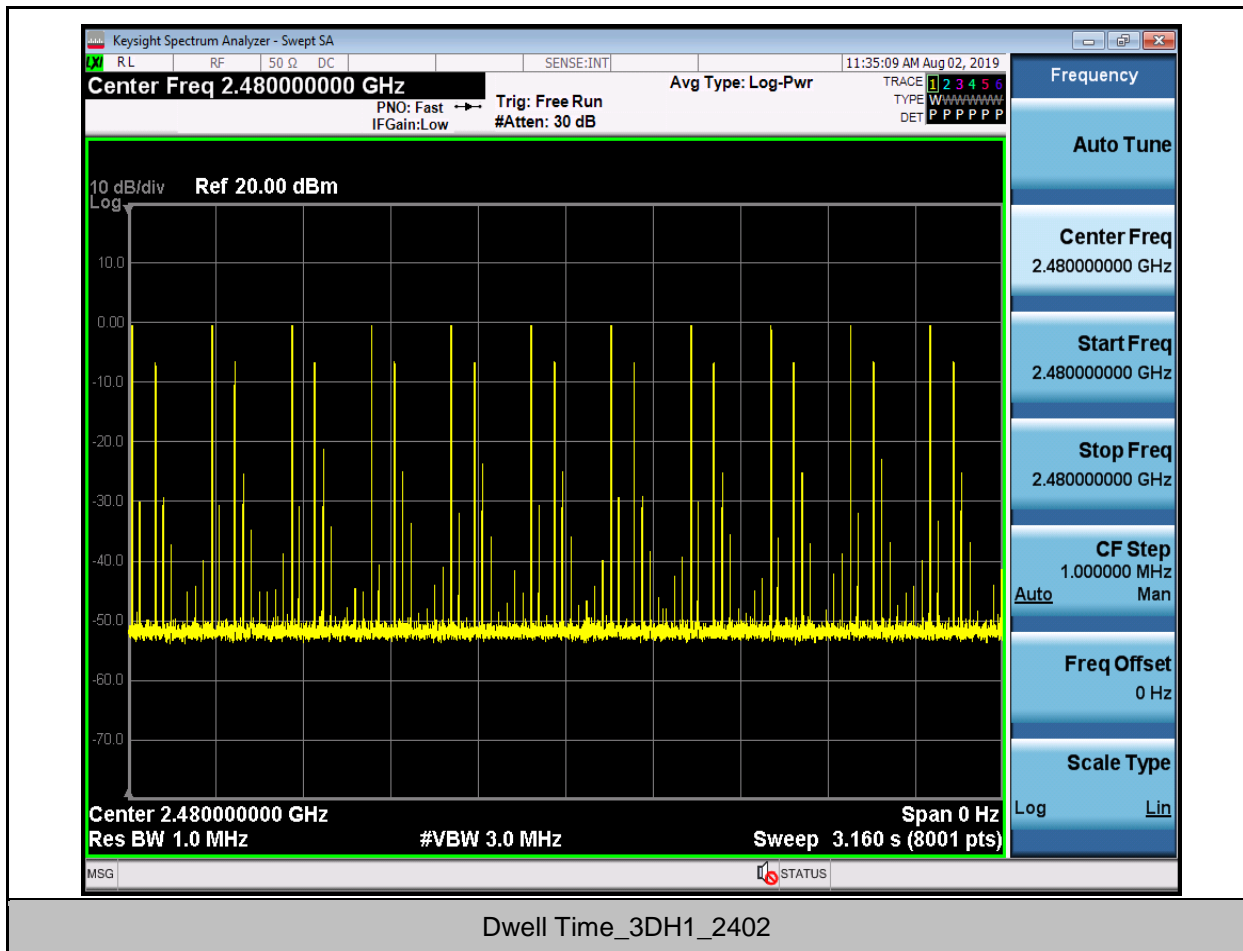 Keysight Spectrum Analyzer - Swept SA
LXI RL RF 50 Ω DC SENSE:INT 11:35:09 AM Aug 02, 2019
Center Freq 2.480000000 GHz
PNO: Fast
IFGain:Low
Trig: Free Run
#Atten: 30 dB
Avg Type: Log-Pwr
TRACE 1 2 3 4 5 6
TYPE WWWWWW
DET P P P P P P
10 dB/div Ref 20.00 dBm
Log
10.0
0.00
-10.0
-20.0
-30.0
-40.0
-50.0
-60.0
-70.0
Center 2.480000000 GHz Span 0 Hz
Res BW 1.0 MHz #VBW 3.0 MHz Sweep 3.160 s (8001 pts)
MSG STATUS
Frequency
Auto Tune
Center Freq
2.480000000 GHz
Start Freq
2.480000000 GHz
Stop Freq
2.480000000 GHz
CF Step
1.000000 MHz
Auto Man
Freq Offset
0 Hz
Scale Type
Log Lin
Dwell Time_3DH1_2402